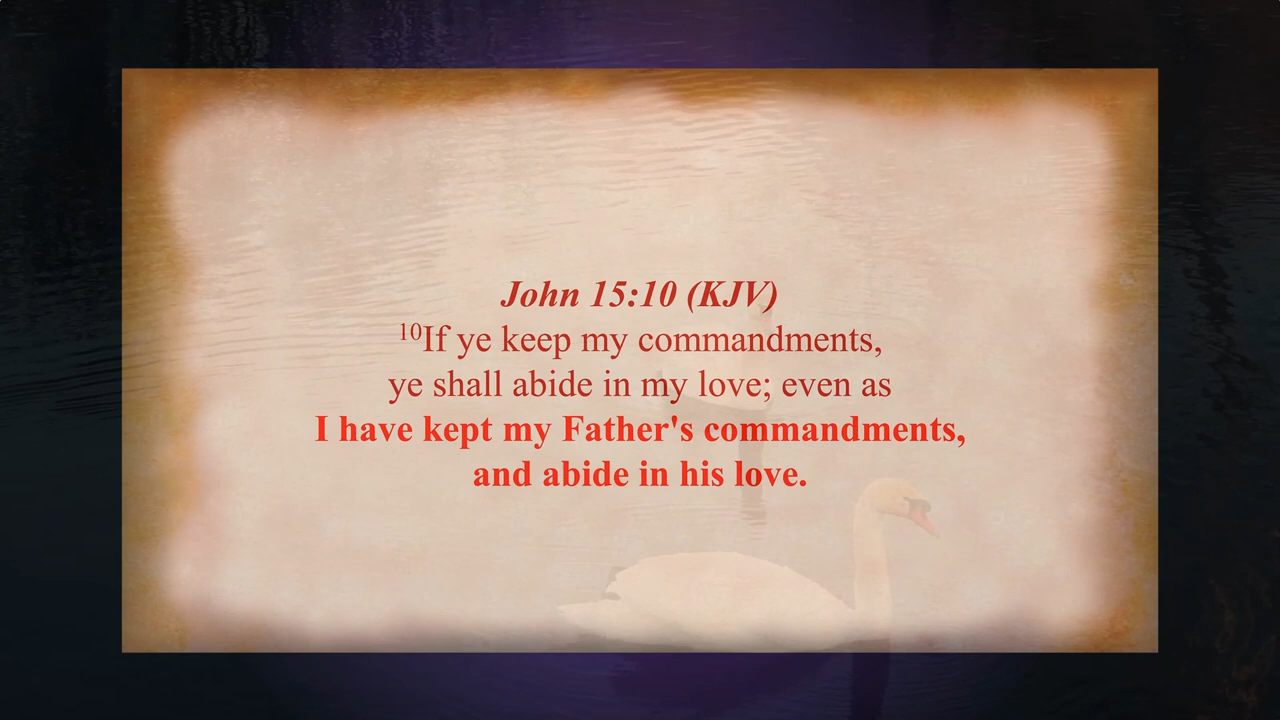 John 15:10 (KJV)
10If ye keep my commandments,
ye shall abide in my love; even as
I have kept my Father's commandments,
and abide in his love.